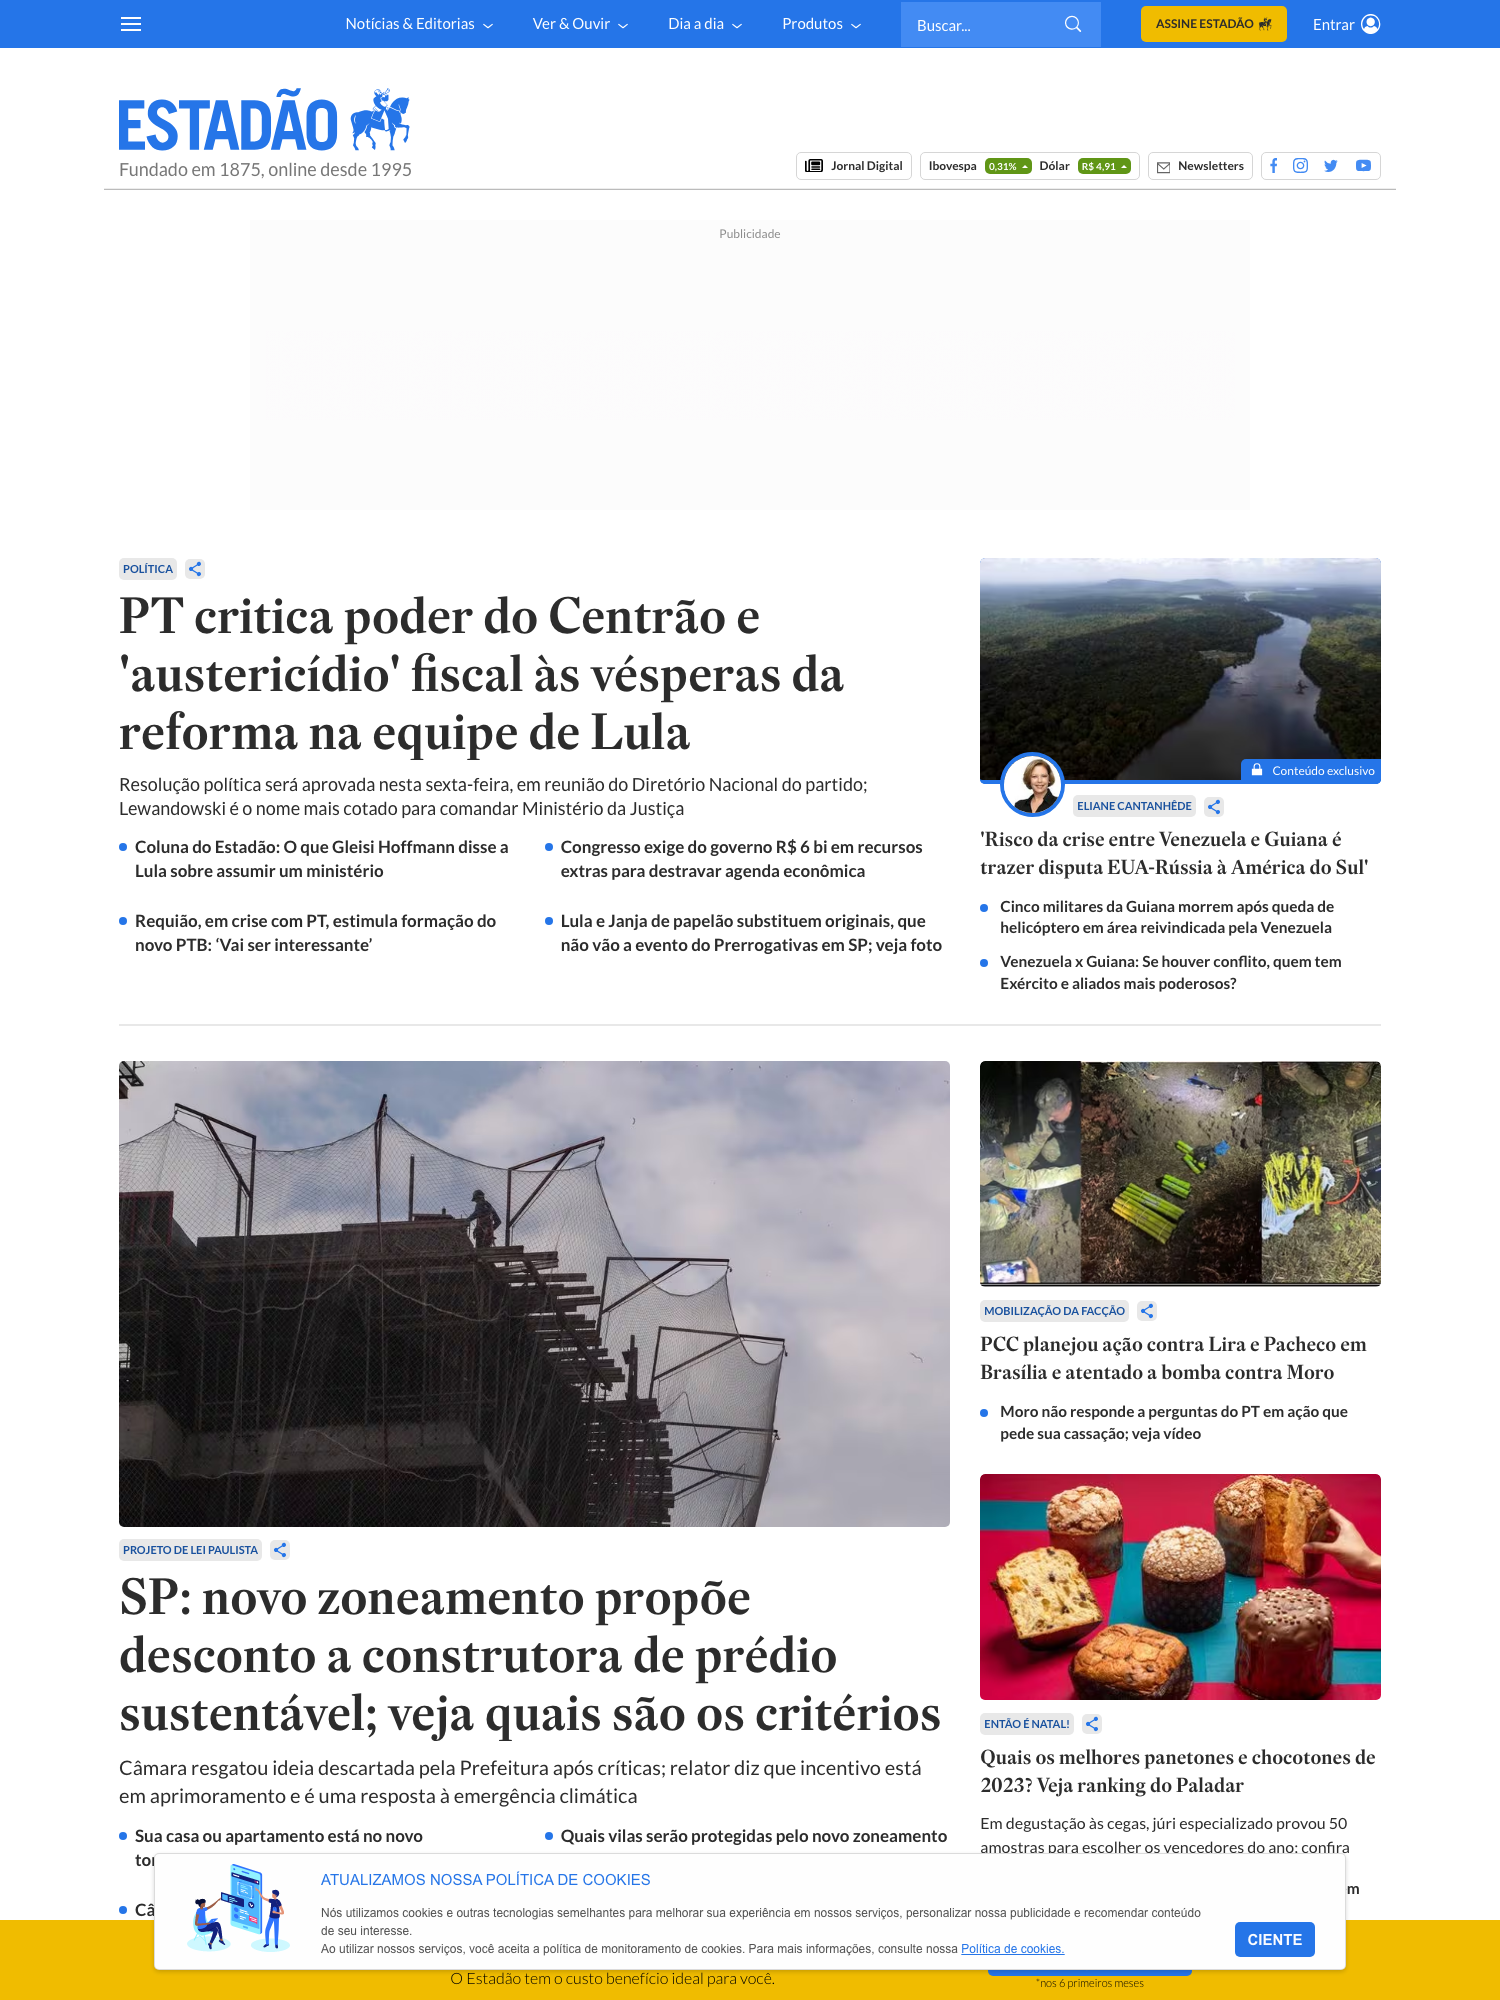 Notícias & Editorias
Ver & Ouvir
Dia a dia
Produtos
Buscar...
ASSINE ESTADÃO
Entrar
ESTADÃO
Fundado em 1875, online desde 1995
Jornal Digital
Ibovespa 0,31% Dólar R$ 4,91
Newsletters
Publicidade
POLÍTICA
PT critica poder do Centrão e
'austericídio' fiscal às vésperas da
reforma na equipe de Lula
Resolução política será aprovada nesta sexta-feira, em reunião do Diretório Nacional do partido;
Lewandowski é o nome mais cotado para comandar Ministério da Justiça
Coluna do Estadão: O que Gleisi Hoffmann disse a
Lula sobre assumir um ministério
Congresso exige do governo R$ 6 bi em recursos
extras para destravar agenda econômica
Requião, em crise com PT, estimula formação do
novo PTB: ‘Vai ser interessante’
Lula e Janja de papelão substituem originais, que
não vão a evento do Prerrogativas em SP; veja foto
Conteúdo exclusivo
ELIANE CANTANHÊDE
'Risco da crise entre Venezuela e Guiana é
trazer disputa EUA-Rússia à América do Sul'
Cinco militares da Guiana morrem após queda de
helicóptero em área reivindicada pela Venezuela
Venezuela x Guiana: Se houver conflito, quem tem
Exército e aliados mais poderosos?
PROJETO DE LEI PAULISTA
SP: novo zoneamento propõe
desconto a construtora de prédio
sustentável; veja quais são os critérios
Câmara resgatou ideia descartada pela Prefeitura após críticas; relator diz que incentivo está
em aprimoramento e é uma resposta à emergência climática
Sua casa ou apartamento está no novo
Quais vilas serão protegidas pelo novo zoneamento
MOBILIZAÇÃO DA FACÇÃO
PCC planejou ação contra Lira e Pacheco em
Brasília e atentado a bomba contra Moro
Moro não responde a perguntas do PT em ação que
pede sua cassação; veja vídeo
ENTÃO É NATAL!
Quais os melhores panetones e chocotones de
2023? Veja ranking do Paladar
Em degustação às cegas, júri especializado provou 50
amostras para escolher os vencedores do ano; confira
ATUALIZAMOS NOSSA POLÍTICA DE COOKIES
Nós utilizamos cookies e outras tecnologias semelhantes para melhorar sua experiência em nossos serviços, personalizar nossa publicidade e recomendar conteúdo
de seu interesse.
Ao utilizar nossos serviços, você aceita a política de monitoramento de cookies. Para mais informações, consulte nossa Política de cookies.
CIENTE
O Estadão tem o custo benefício ideal para você.
*nos 6 primeiros meses